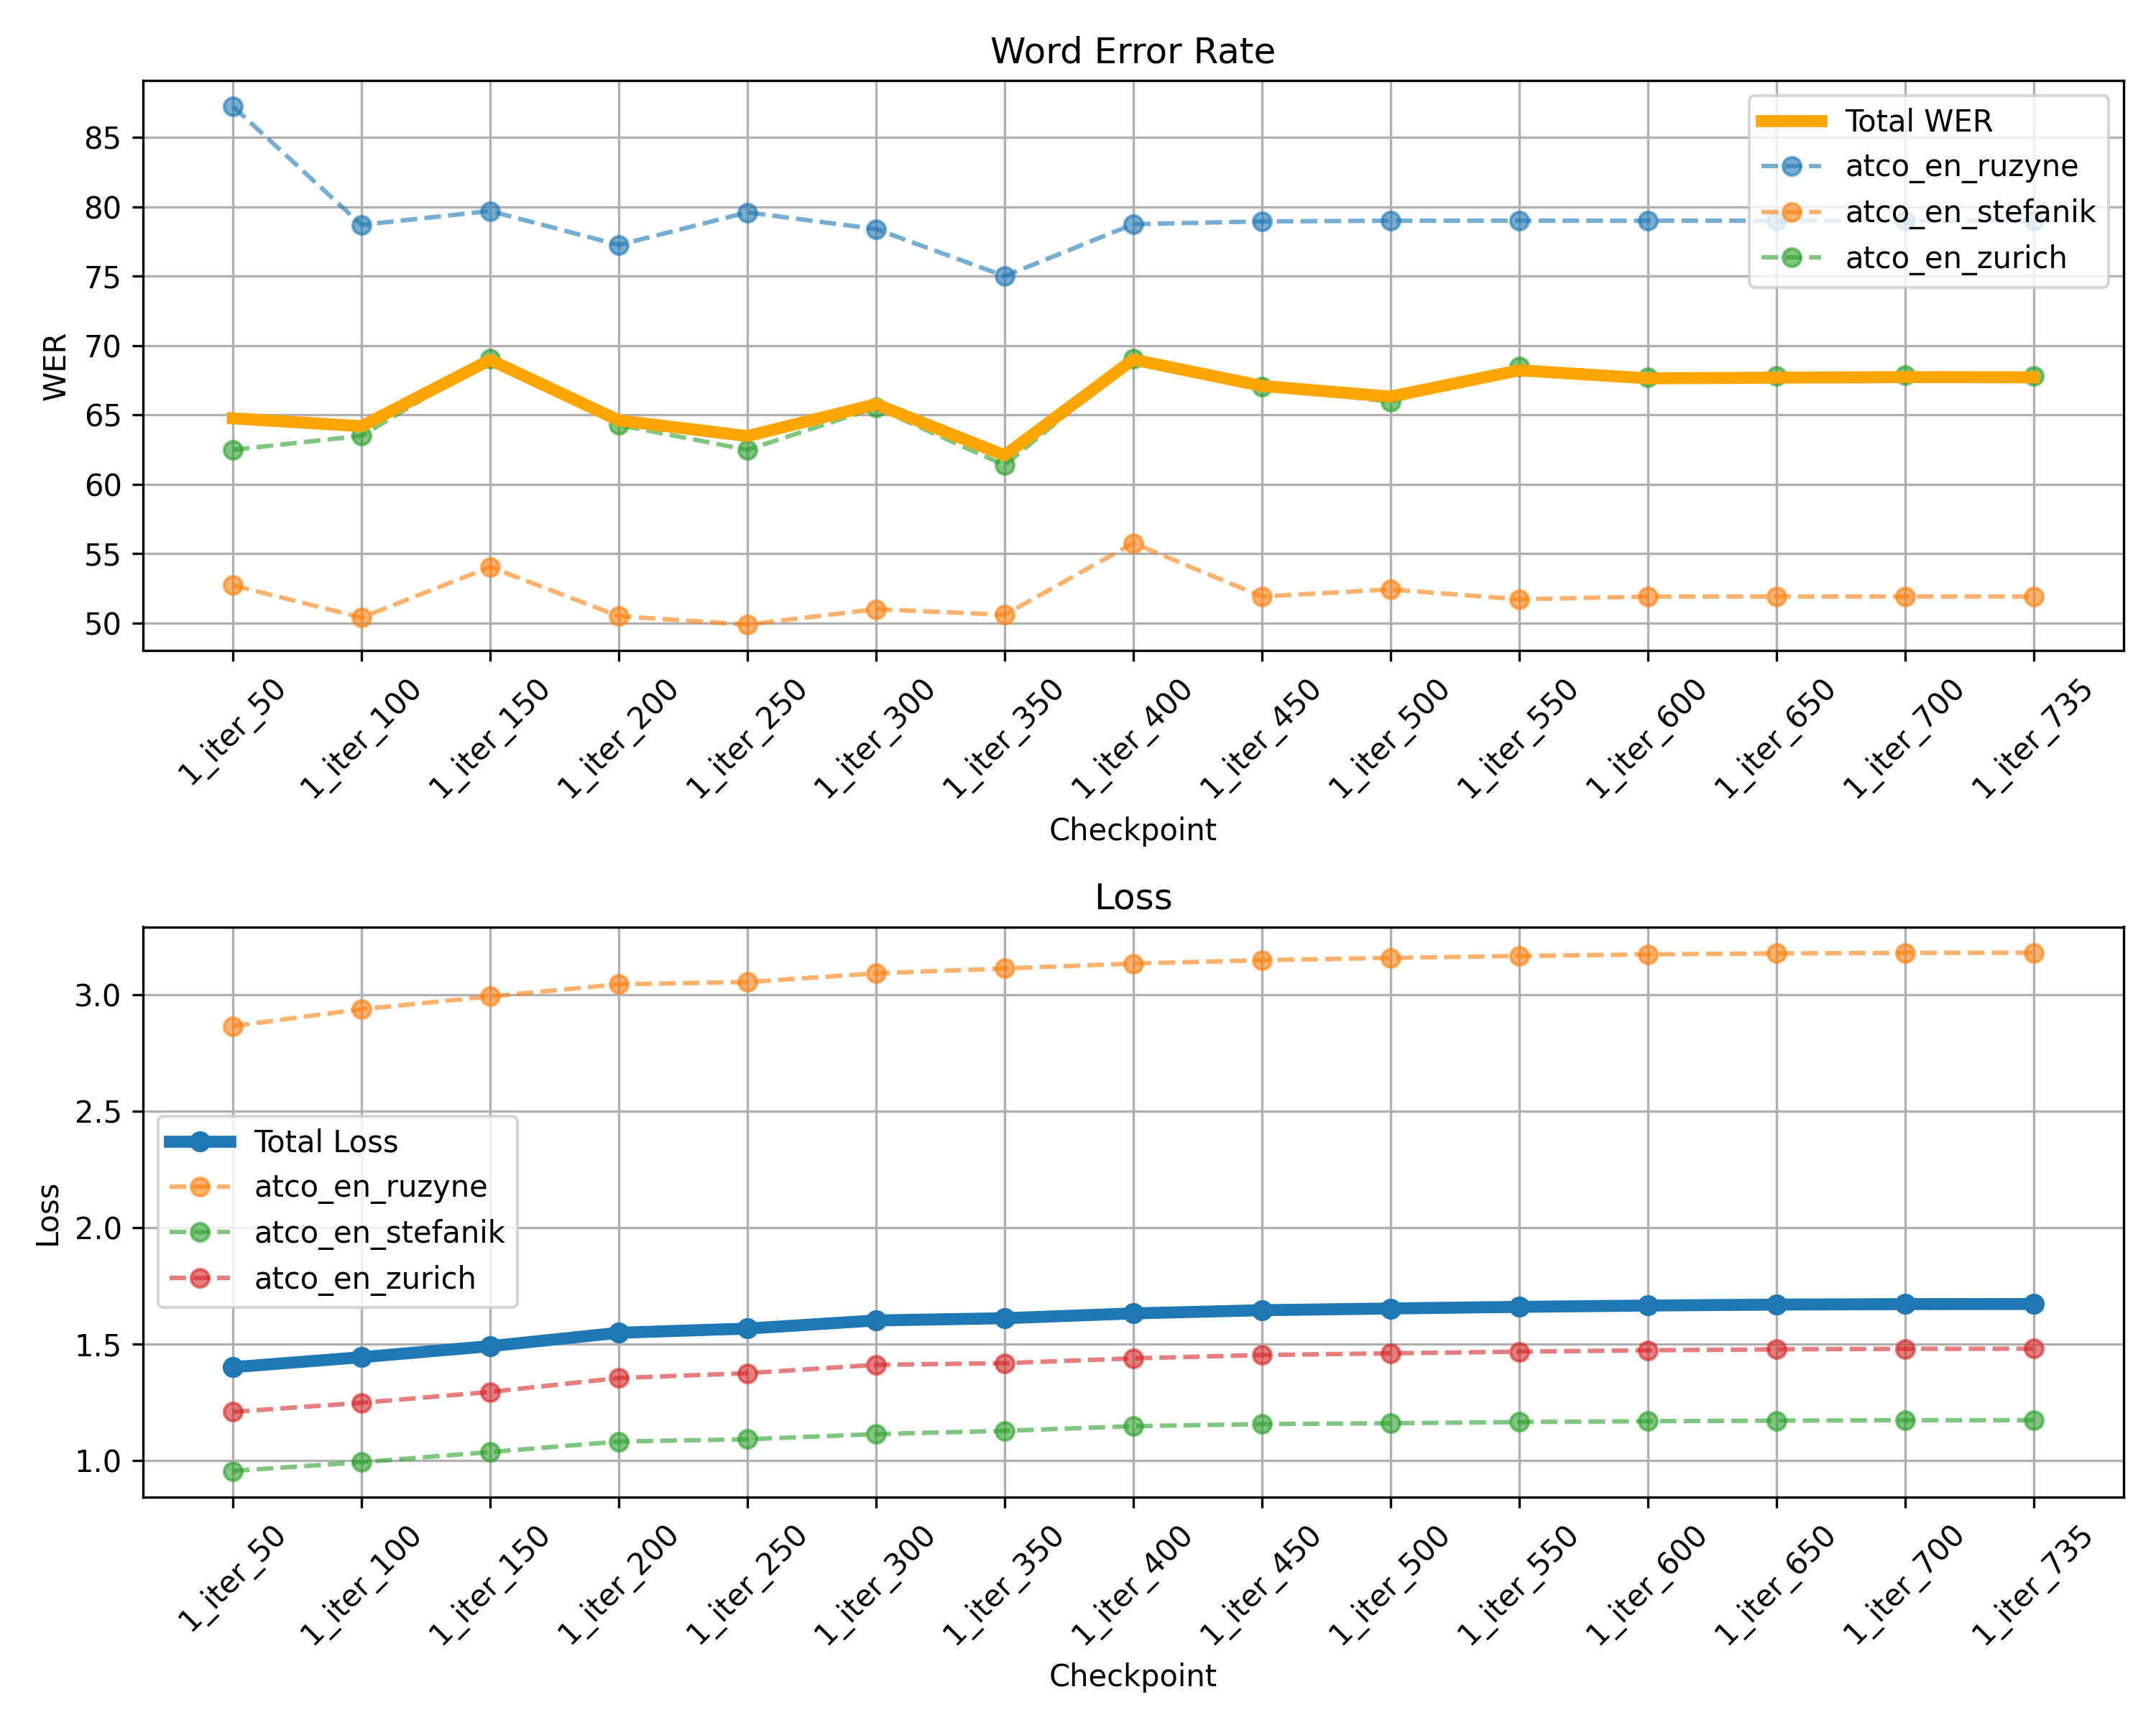 Word Error Rate
WER
85
80
75
70
65
60
55
50
Total WER
atco_en_ruzyne
atco_en_stefanik
atco_en_zurich
1_iter_50
1_iter_100
1_iter_150
1_iter_200
1_iter_250
1_iter_300
1_iter_350
1_iter_400
1_iter_450
1_iter_500
1_iter_550
1_iter_600
1_iter_650
1_iter_700
1_iter_735
Checkpoint
Loss
Loss
3.0
2.5
2.0
1.5
1.0
Total Loss
atco_en_ruzyne
atco_en_stefanik
atco_en_zurich
1_iter_50
1_iter_100
1_iter_150
1_iter_200
1_iter_250
1_iter_300
1_iter_350
1_iter_400
1_iter_450
1_iter_500
1_iter_550
1_iter_600
1_iter_650
1_iter_700
1_iter_735
Checkpoint